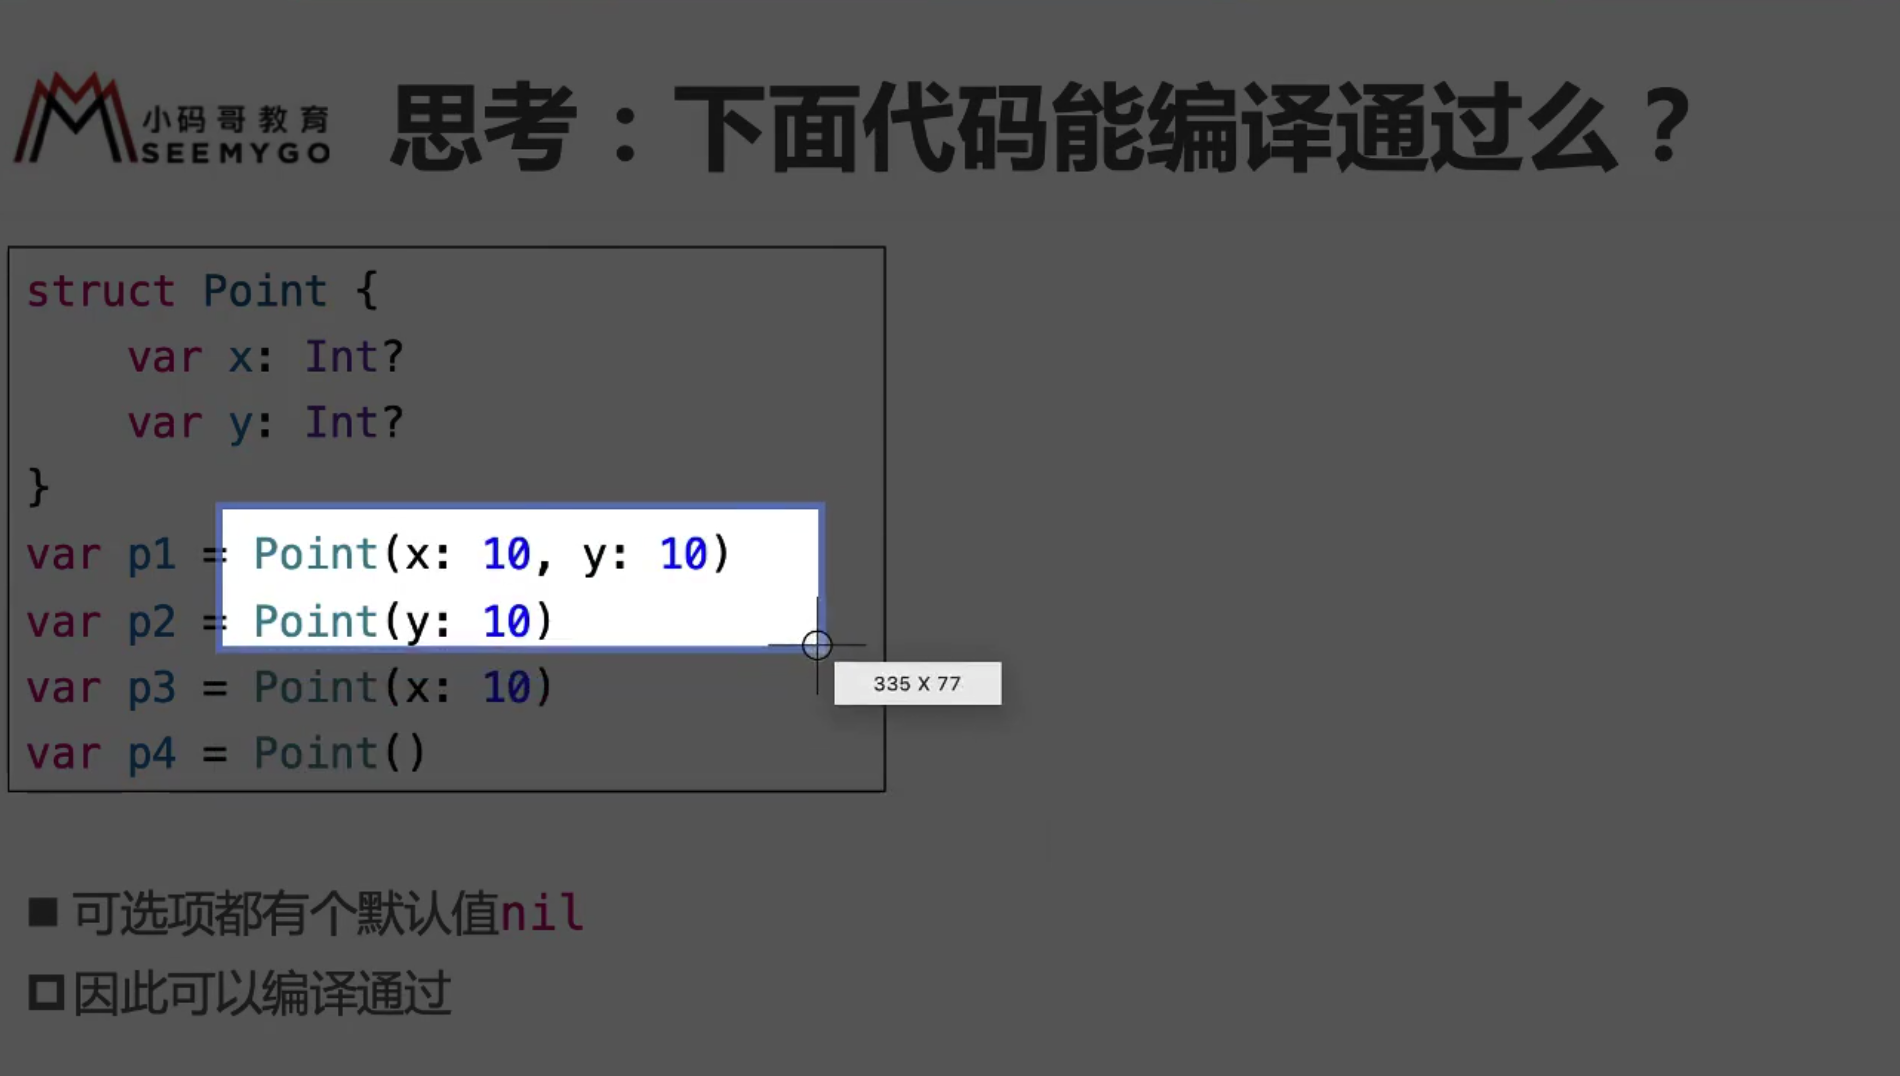 小码哥教育
SEEMYGO
思考：下面代码能编译通过么？
struct Point {
    var x: Int?
    var y: Int?
}
var p1 = Point(x: 10, y: 10)
var p2 = Point(y: 10)
var p3 = Point(x: 10)
var p4 = Point()
335 X 77
可选项都有个默认值nil
因此可以编译通过